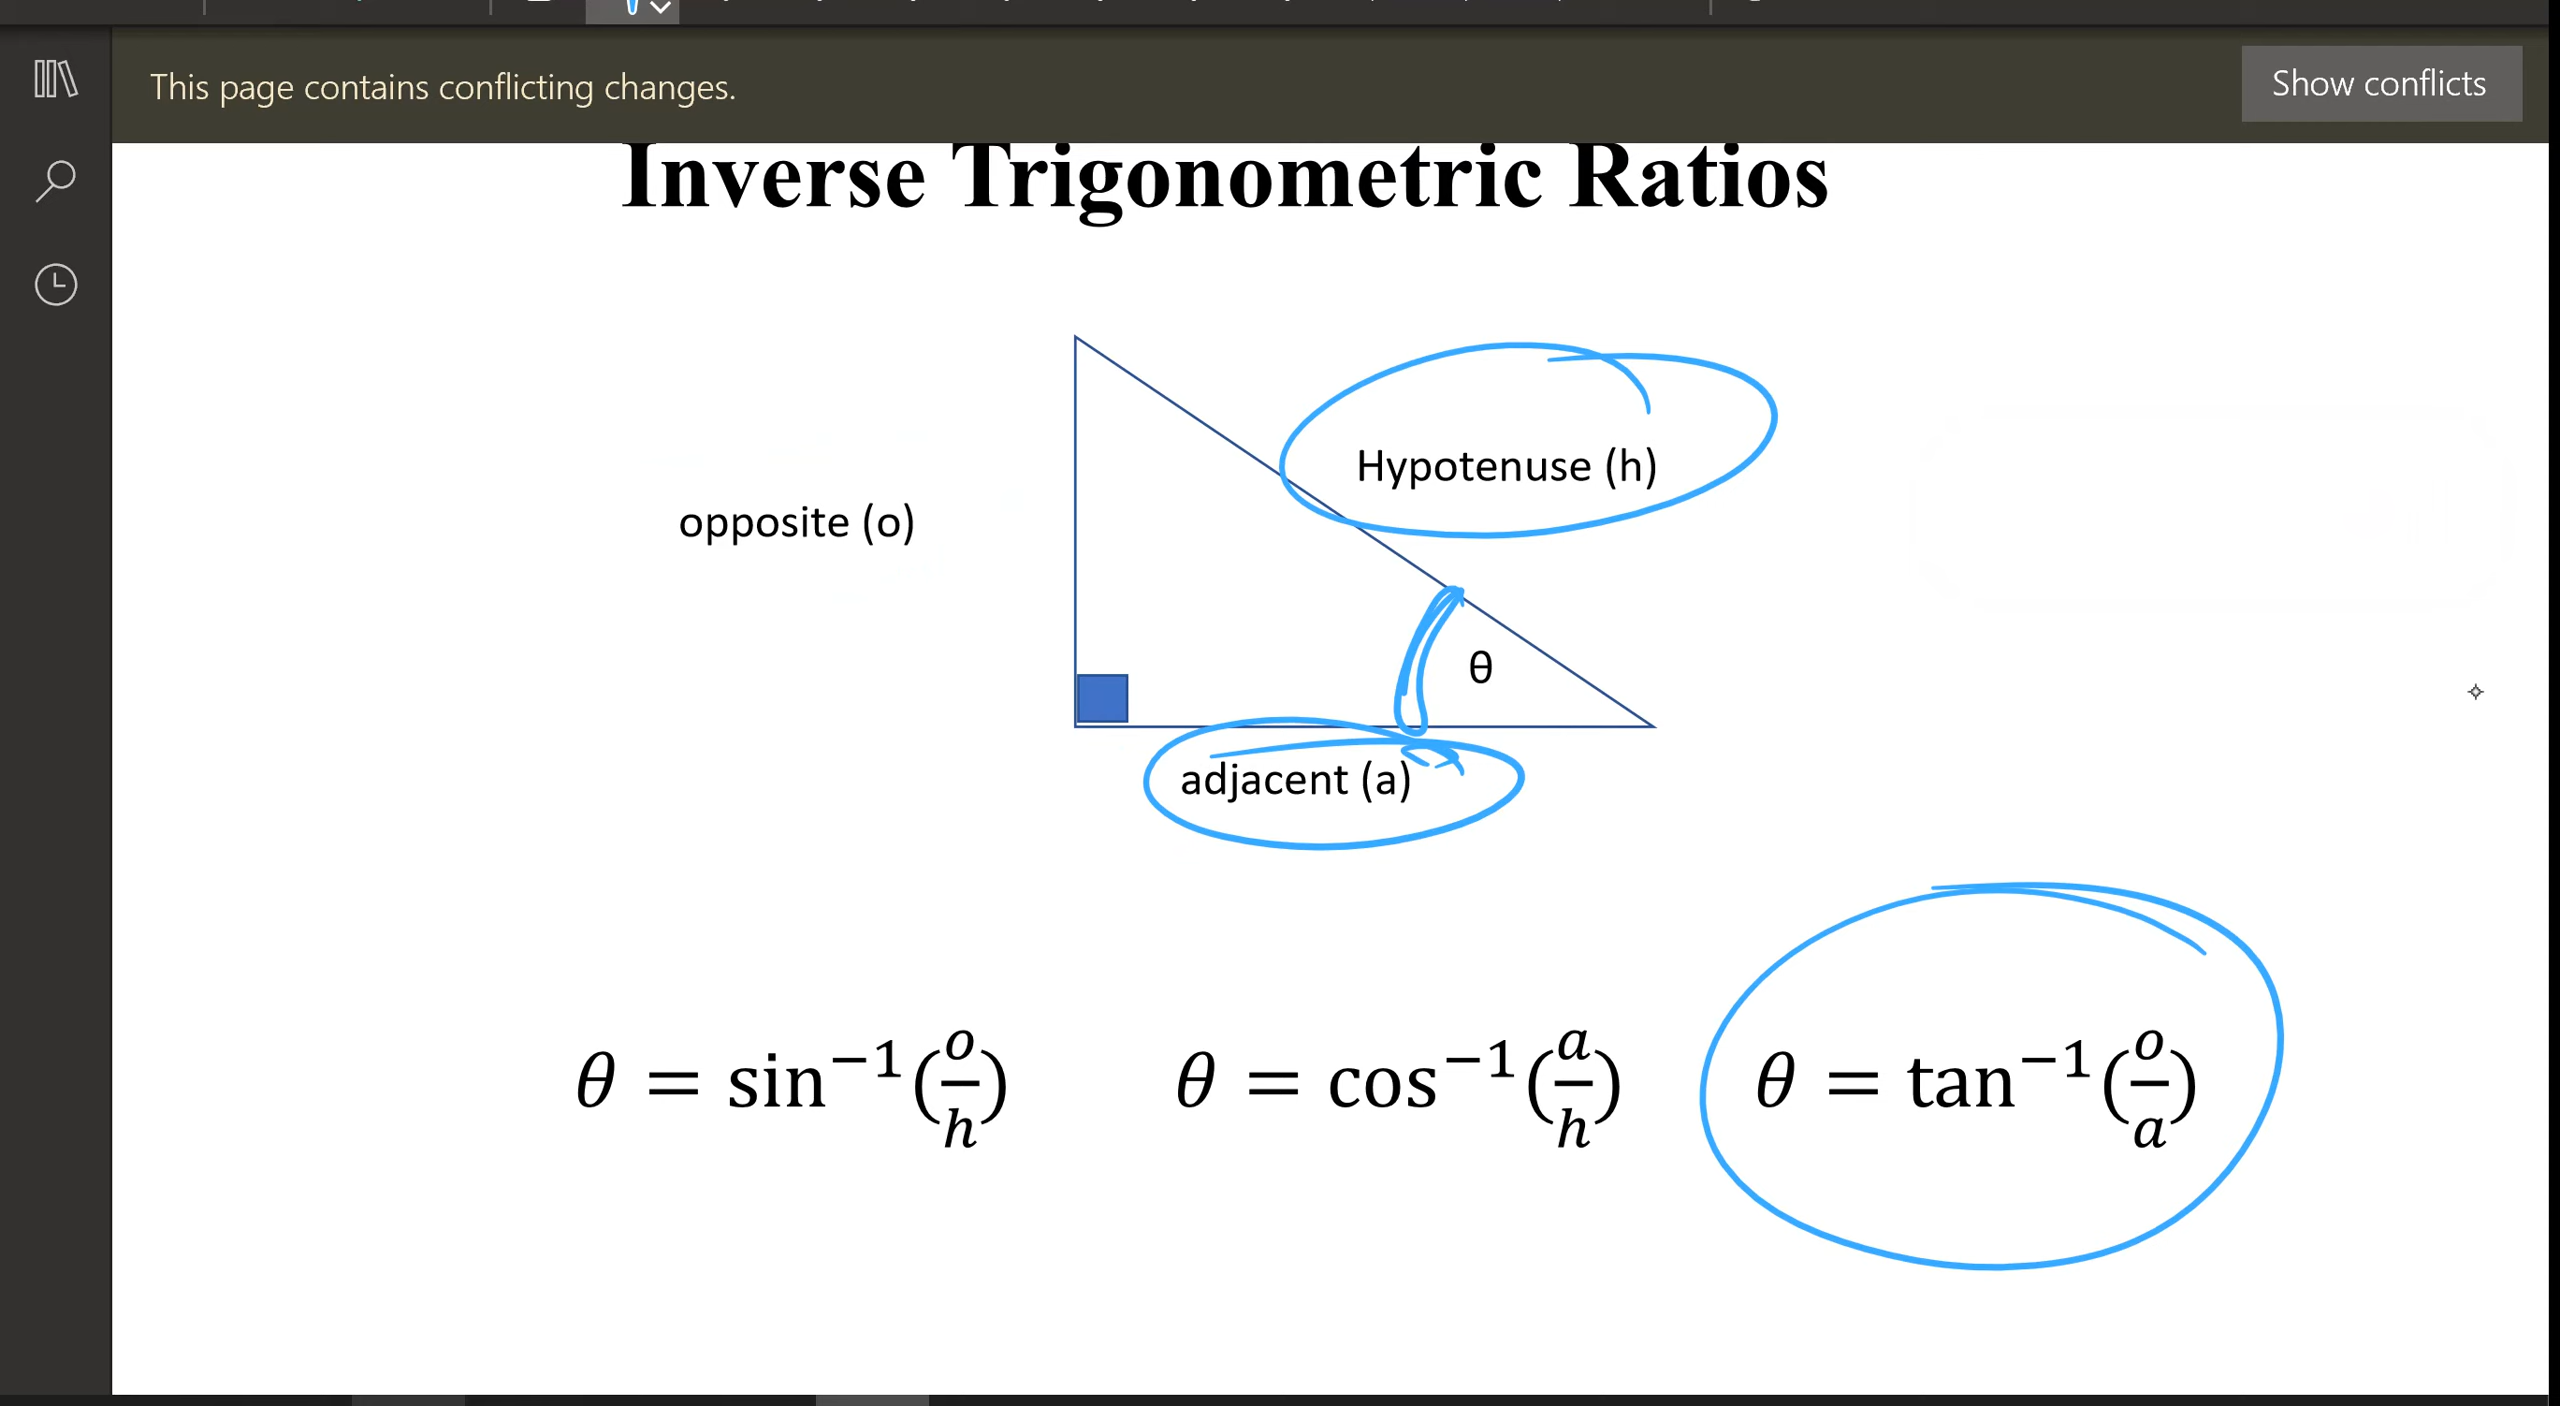 This page contains conflicting changes.
Show conflicts
Inverse Trigonometric Ratios
Hypotenuse (h)
opposite (o)
θ
adjacent (a)
θ = sin⁻¹(o/h)
θ = cos⁻¹(a/h)
θ = tan⁻¹(o/a)